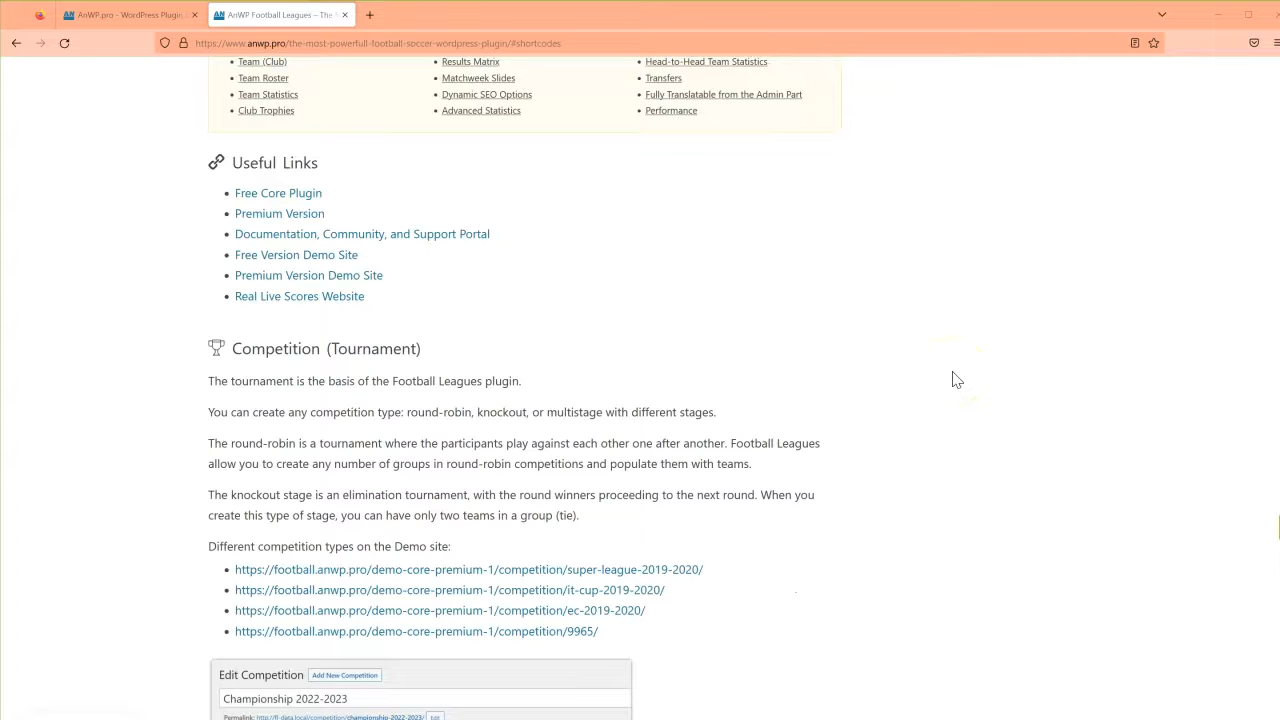 AnWP.pro - WordPress Plugin
AnWP Football Leagues – The
https://www.anwp.pro/the-most-powerfull-football-soccer-wordpress-plugin/#shortcodes
Team (Club)
Results Matrix
Head-to-Head Team Statistics
Team Roster
Matchweek Slides
Transfers
Team Statistics
Dynamic SEO Options
Fully Translatable from the Admin Part
Club Trophies
Advanced Statistics
Performance
Useful Links
Free Core Plugin
Premium Version
Documentation, Community, and Support Portal
Free Version Demo Site
Premium Version Demo Site
Real Live Scores Website
Competition (Tournament)
The tournament is the basis of the Football Leagues plugin.
You can create any competition type: round-robin, knockout, or multistage with different stages.
The round-robin is a tournament where the participants play against each other one after another. Football Leagues
allow you to create any number of groups in round-robin competitions and populate them with teams.
The knockout stage is an elimination tournament, with the round winners proceeding to the next round. When you
create this type of stage, you can have only two teams in a group (tie).
Different competition types on the Demo site:
https://football.anwp.pro/demo-core-premium-1/competition/super-league-2019-2020/
https://football.anwp.pro/demo-core-premium-1/competition/it-cup-2019-2020/
https://football.anwp.pro/demo-core-premium-1/competition/ec-2019-2020/
https://football.anwp.pro/demo-core-premium-1/competition/9965/
Edit Competition Add New Competition
Championship 2022-2023
Permalink: http://fl-data.local/competition/championship-2022-2023/ Edit